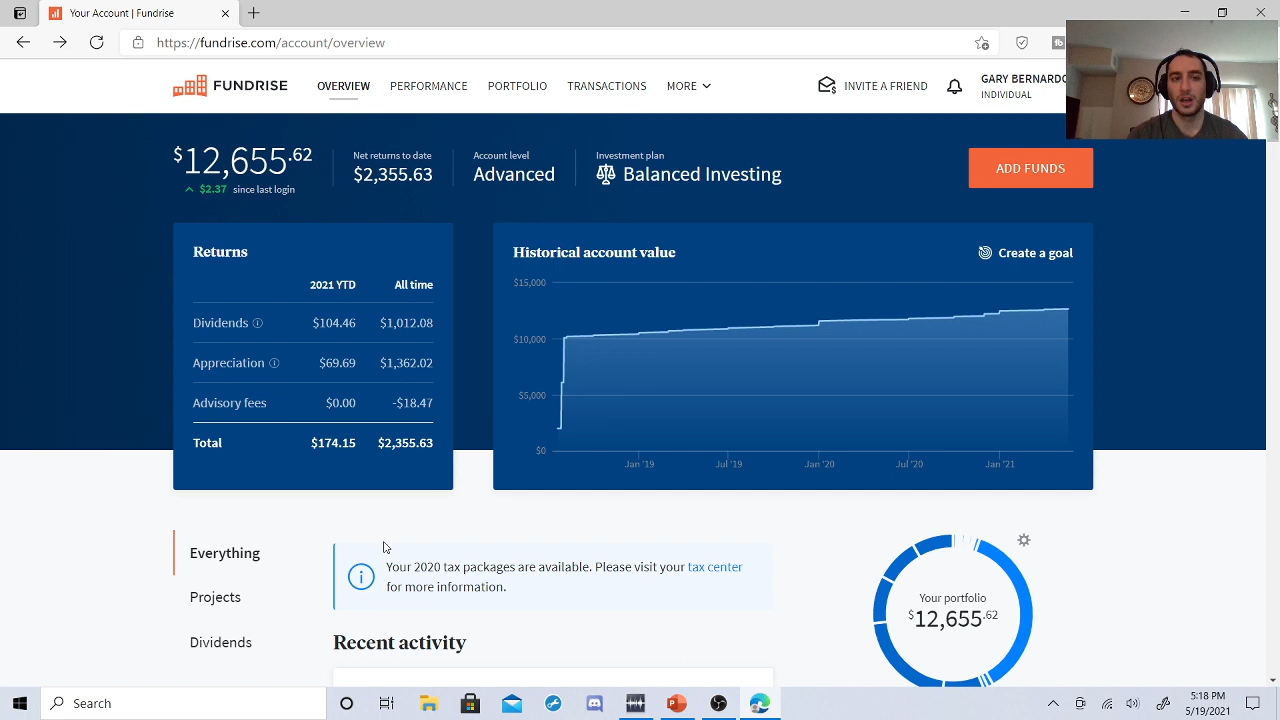 Your Account | Fundrise
https://fundrise.com/account/overview
FUNDRISE
OVERVIEW
PERFORMANCE
PORTFOLIO
TRANSACTIONS
MORE
INVITE A FRIEND
GARY BERNARDO
INDIVIDUAL
$12,655.62
$2.37 since last login
Net returns to date
$2,355.63
Account level
Advanced
Investment plan
Balanced Investing
ADD FUNDS
Returns
2021 YTD All time
Dividends $104.46 $1,012.08
Appreciation $69.69 $1,362.02
Advisory fees $0.00 -$18.47
Total $174.15 $2,355.63
Historical account value
Create a goal
$15,000
$10,000
$5,000
$0
Jan '19 Jul '19 Jan '20 Jul '20 Jan '21
Everything
Projects
Dividends
Your 2020 tax packages are available. Please visit your tax center
for more information.
Recent activity
Your portfolio
$12,655.62
Search
5:18 PM
5/19/2021